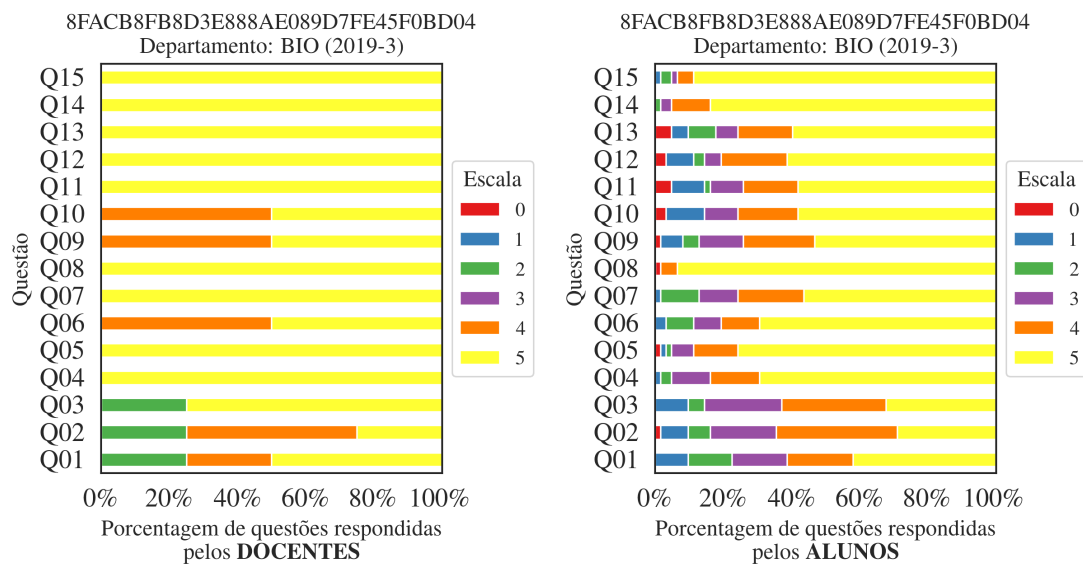 8FACB8FB8D3E888AE089D7FE45F0BD04
Departamento: BIO (2019-3)
Questão
Q15
Q14
Q13
Q12
Q11
Q10
Q09
Q08
Q07
Q06
Q05
Q04
Q03
Q02
Q01
0% 20% 40% 60% 80% 100%
Porcentagem de questões respondidas
pelos DOCENTES
Escala
0
1
2
3
4
5
8FACB8FB8D3E888AE089D7FE45F0BD04
Departamento: BIO (2019-3)
Questão
Q15
Q14
Q13
Q12
Q11
Q10
Q09
Q08
Q07
Q06
Q05
Q04
Q03
Q02
Q01
0% 20% 40% 60% 80% 100%
Porcentagem de questões respondidas
pelos ALUNOS
Escala
0
1
2
3
4
5